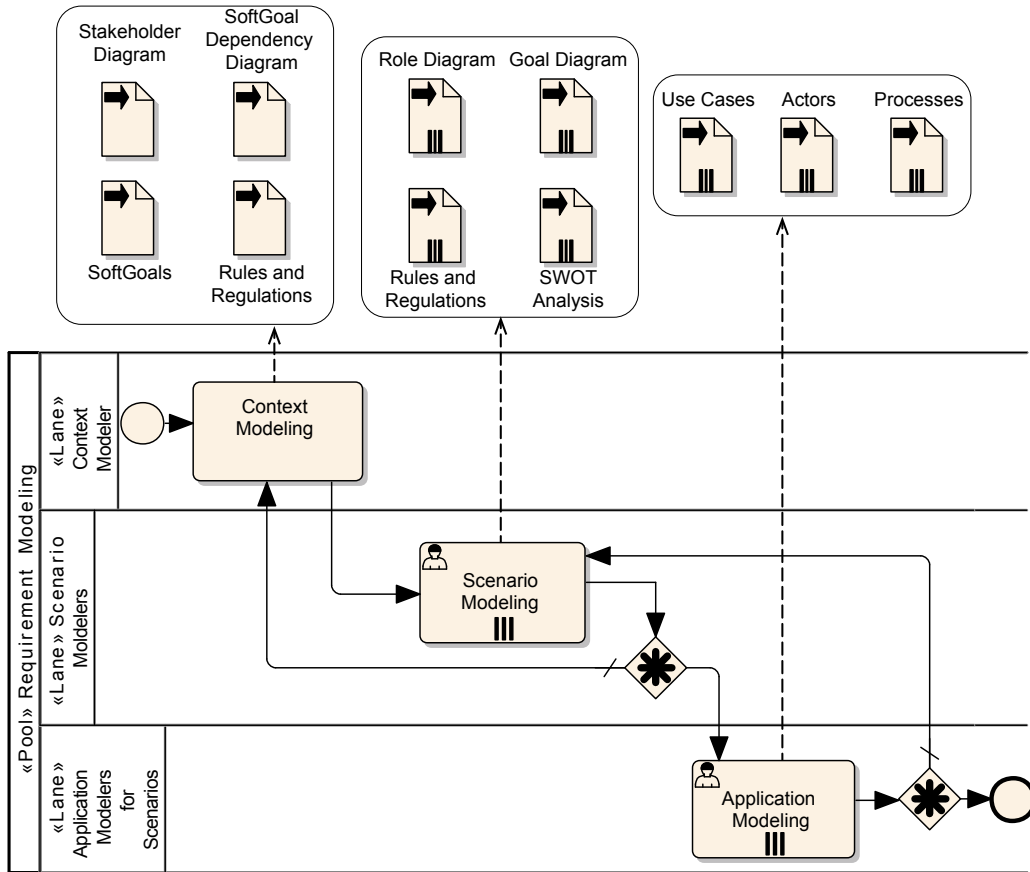 Stakeholder
Diagram
SoftGoal
Dependency
Diagram
SoftGoals
Rules and
Regulations
Role Diagram
Goal Diagram
Rules and
Regulations
SWOT
Analysis
Use Cases
Actors
Processes
«Pool» Requirement Modeling
«Lane»
Context
Modeler
Context
Modeling
«Lane» Scenario
Moldelers
Scenario
Modeling
«Lane»
Application
Modelers
for
Scenarios
Application
Modeling